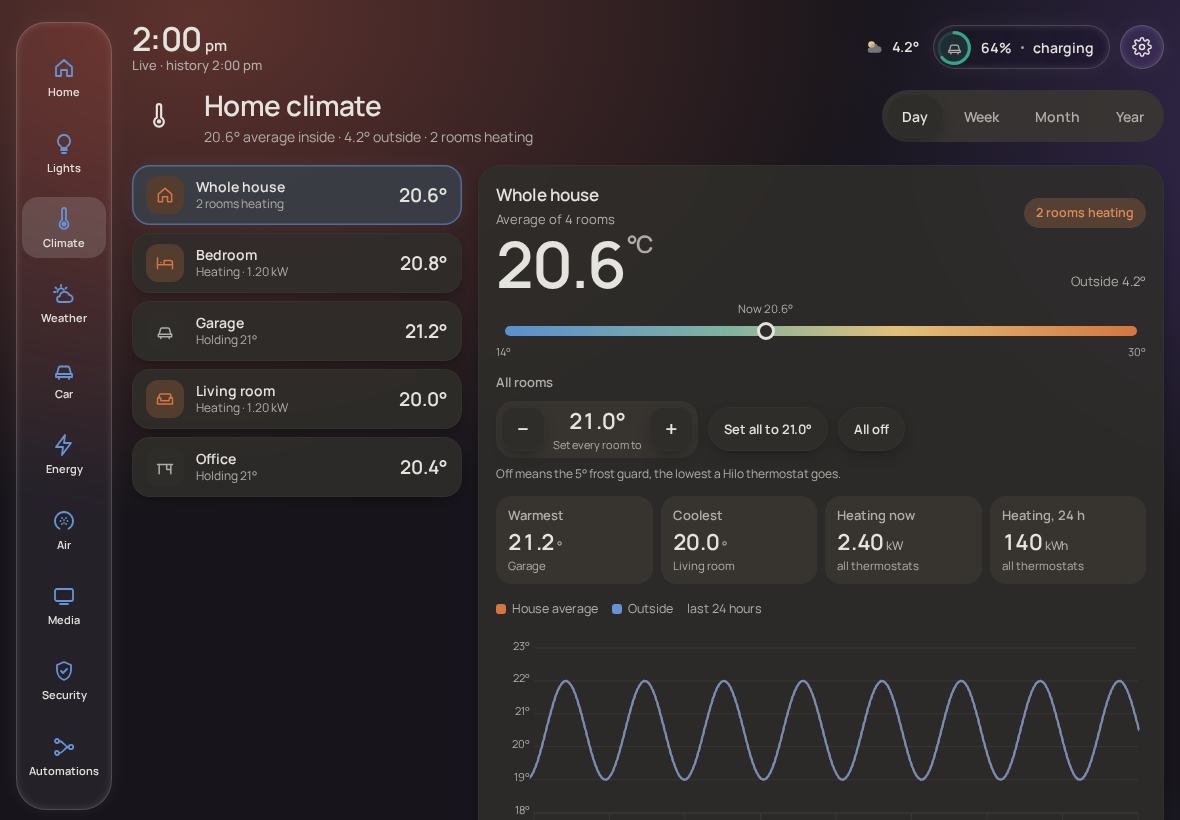 2:00 pm
Live · history 2:00 pm
4.2°
64% · charging
Home
Lights
Climate
Weather
Car
Energy
Air
Media
Security
Automations
Home climate
20.6° average inside · 4.2° outside · 2 rooms heating
Day
Week
Month
Year
Whole house
2 rooms heating
20.6°
Bedroom
Heating · 1.20 kW
20.8°
Garage
Holding 21°
21.2°
Living room
Heating · 1.20 kW
20.0°
Office
Holding 21°
20.4°
Whole house
Average of 4 rooms
2 rooms heating
20.6 °C
Outside 4.2°
Now 20.6°
14°
30°
All rooms
− 21.0° +
Set every room to
Set all to 21.0°
All off
Off means the 5° frost guard, the lowest a Hilo thermostat goes.
Warmest
21.2 °
Garage
Coolest
20.0 °
Living room
Heating now
2.40 kW
all thermostats
Heating, 24 h
140 kWh
all thermostats
House average
Outside
last 24 hours
23°
22°
21°
20°
19°
18°